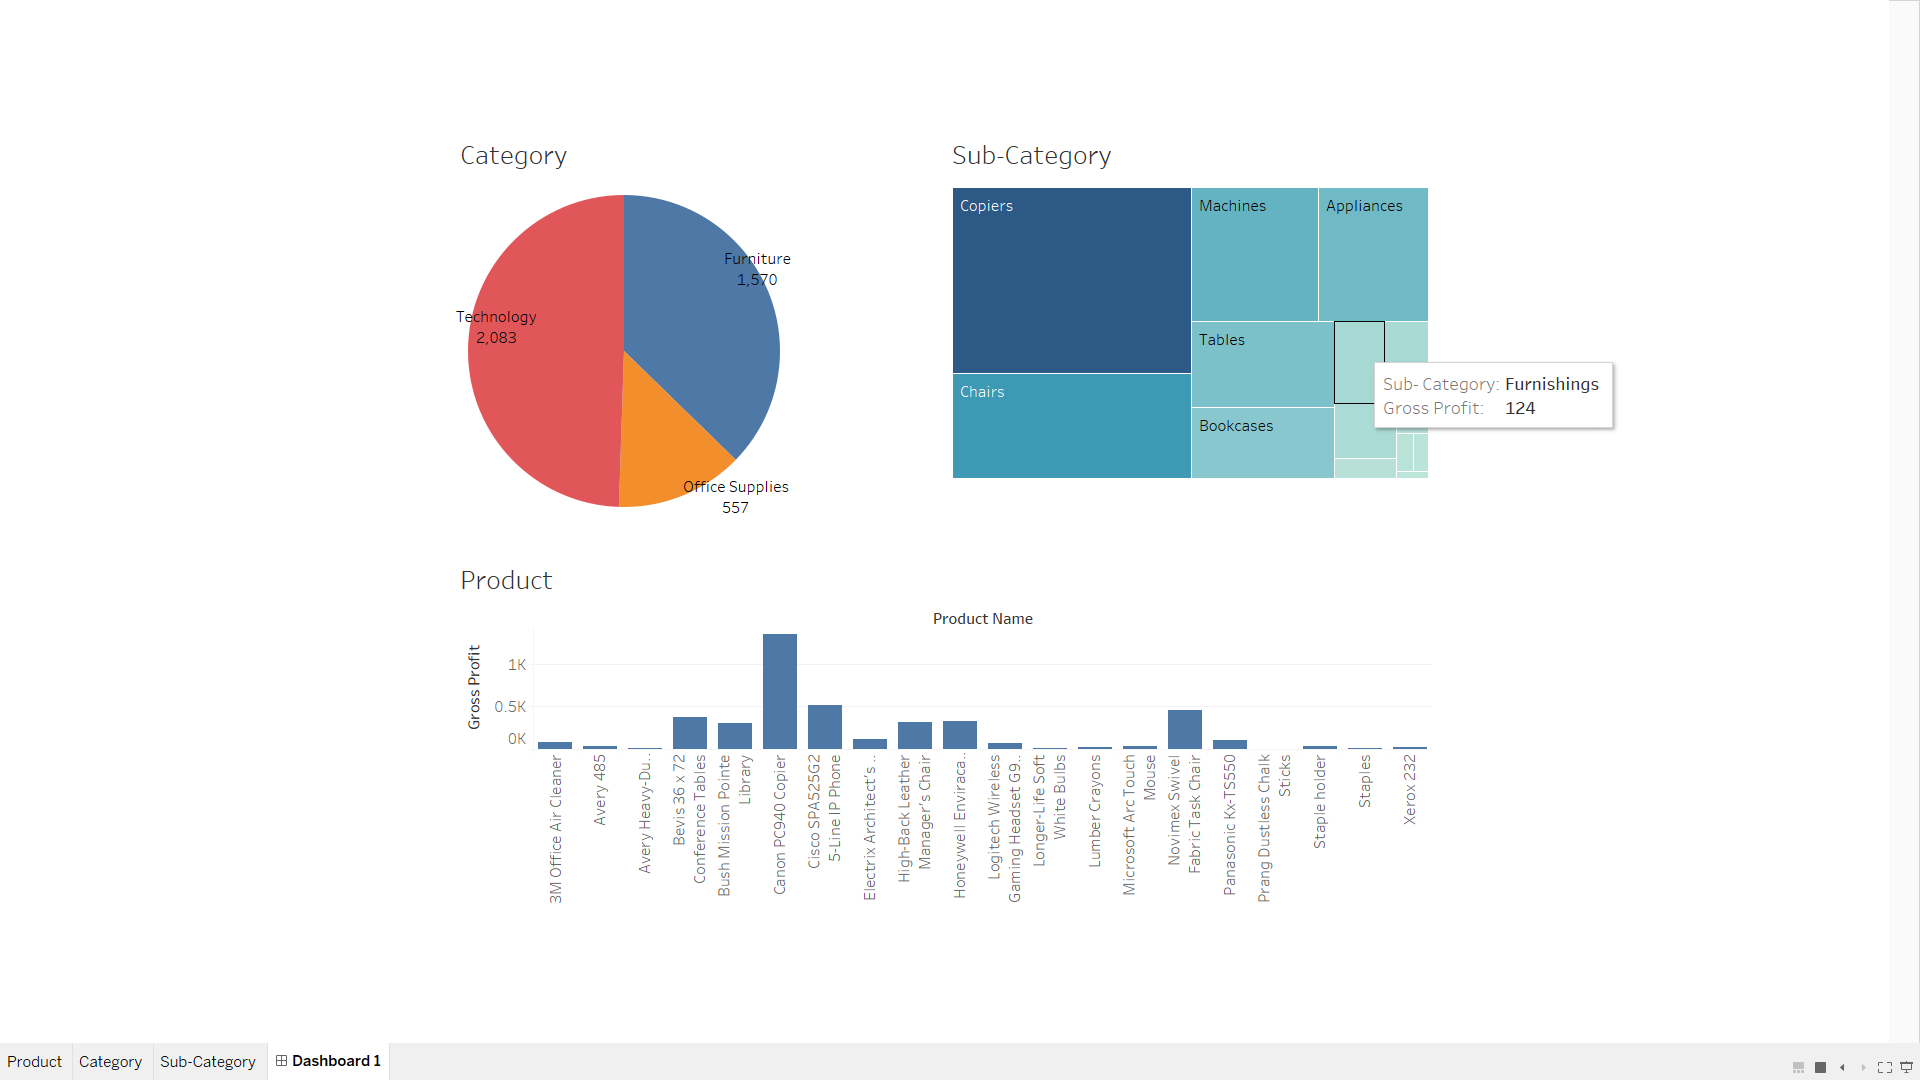 Category
Furniture
1,570
Technology
2,083
Office Supplies
557
Sub-Category
Copiers
Machines
Appliances
Chairs
Tables
Bookcases
Sub- Category: Furnishings
Gross Profit: 124
Product
Product Name
Gross Profit
1K
0.5K
0K
3M Office Air Cleaner
Avery 485
Avery Heavy-Du..
Bevis 36 x 72
Conference Tables
Bush Mission Pointe
Library
Canon PC940 Copier
Cisco SPA525G2
5-Line IP Phone
Electrix Architect's ..
High-Back Leather
Manager's Chair
Honeywell Enviraca..
Logitech Wireless
Gaming Headset G9..
Longer-Life Soft
White Bulbs
Lumber Crayons
Microsoft Arc Touch
Mouse
Novimex Swivel
Fabric Task Chair
Panasonic Kx-TS550
Prang Dustless Chalk
Sticks
Staple holder
Staples
Xerox 232
Product
Category
Sub-Category
Dashboard 1